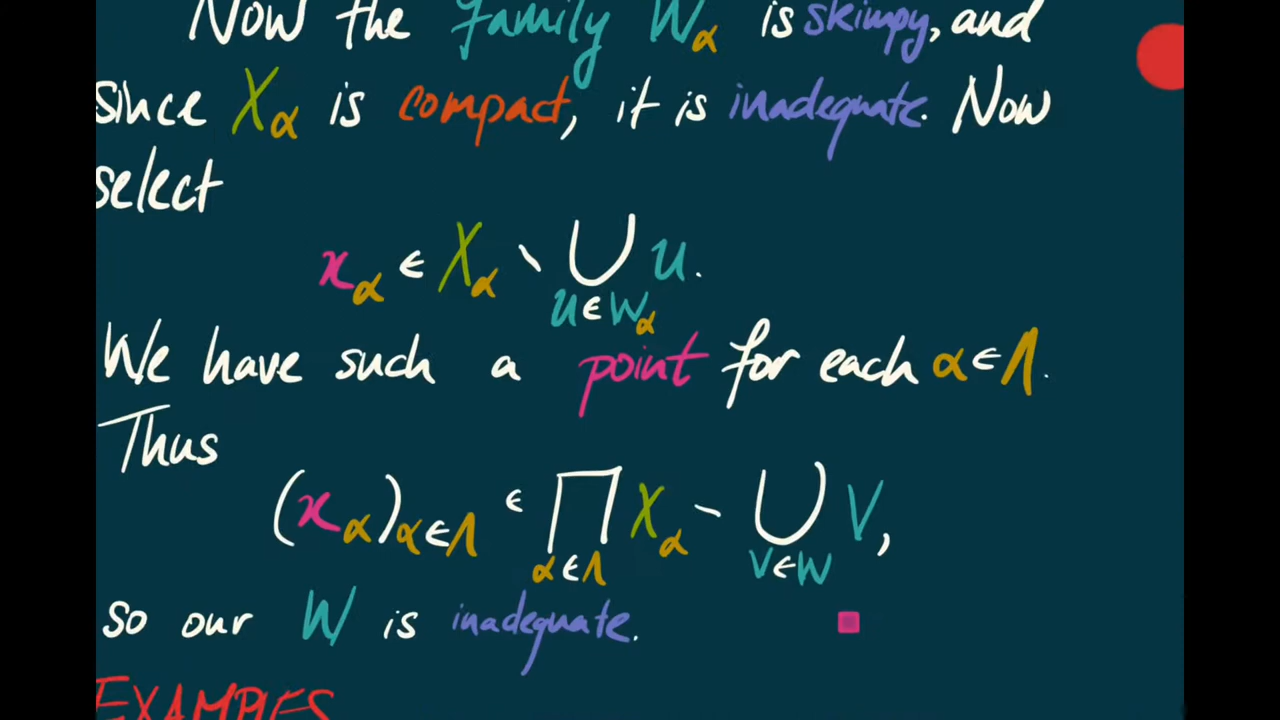 Now the family W_α is skimpy, and
since X_α is compact, it is inadequate. Now
select
x_α ∈ X_α ∖ ⋃_{U∈W_α} U.
We have such a point for each α∈Λ.
Thus
(x_α)_{α∈Λ} ∈ ∏_{α∈Λ} X_α ∖ ⋃_{V∈W} V,
so our W is inadequate.
EXAMPLES